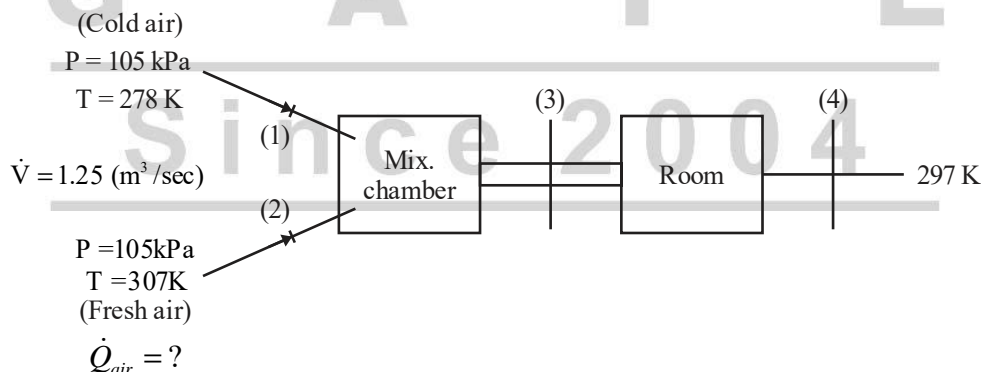 G A T E
(Cold air)
P = 105 kPa
T = 278 K
(1)
(3)
(4)
Since 2004
V̇ = 1.25 (m³/sec)
Mix.
chamber
Room
297 K
(2)
P =105kPa
T =307K
(Fresh air)
Q̇air = ?